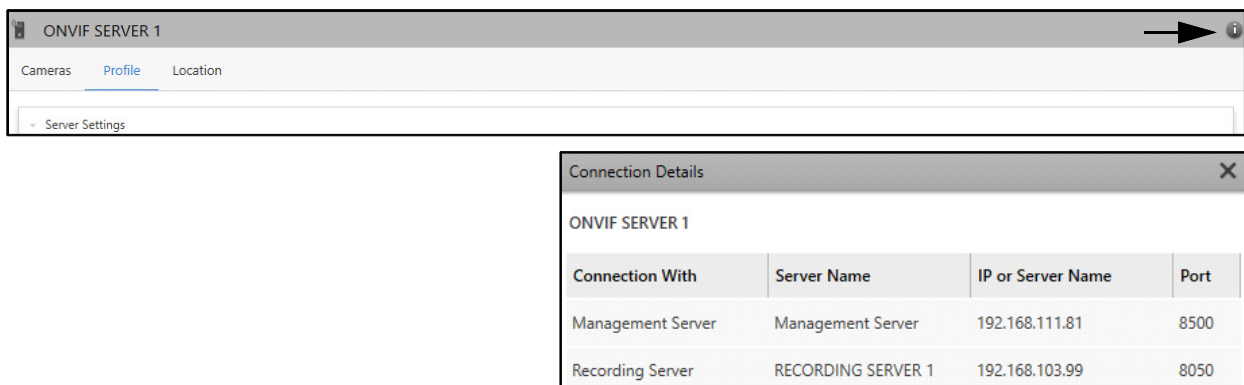 ONVIF SERVER 1
Cameras Profile Location
Server Settings
Connection Details
ONVIF SERVER 1
Connection With Server Name IP or Server Name Port
Management Server Management Server 192.168.111.81 8500
Recording Server RECORDING SERVER 1 192.168.103.99 8050